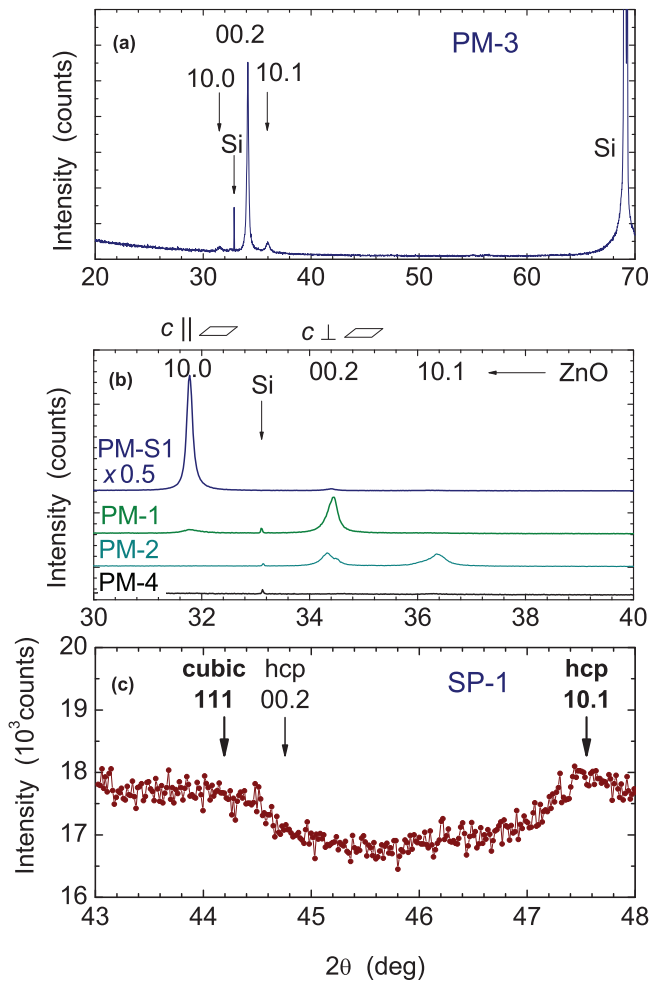 (a)
00.2
PM-3
10.0
10.1
Si
Si
Intensity (counts)
20 30 40 50 60 70
c || c ⊥
(b)
10.0 Si 00.2 10.1 ZnO
PM-S1
x 0.5
PM-1
PM-2
PM-4
Intensity (counts)
30 32 34 36 38 40
20
(c)
cubic hcp SP-1 hcp
111 00.2 10.1
19
18
17
16
Intensity (10³counts)
43 44 45 46 47 48
2θ (deg)